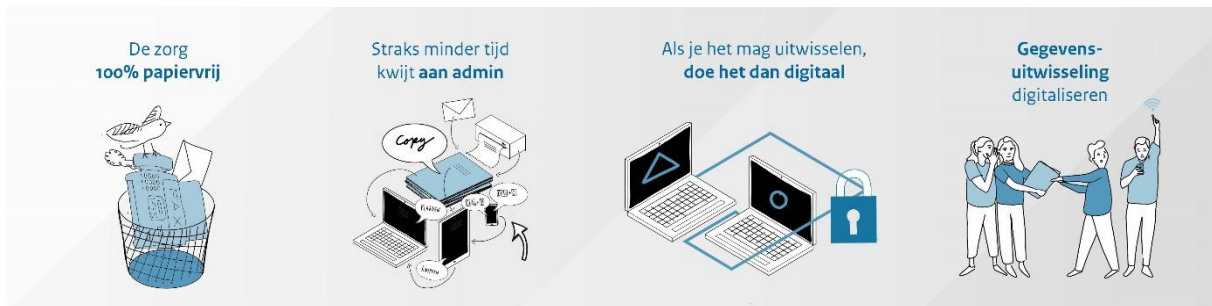 De zorg
100% papiervrij
Straks minder tijd
kwijt aan admin
Copy
Als je het mag uitwisselen,
doe het dan digitaal
Gegevens-
uitwisseling
digitaliseren